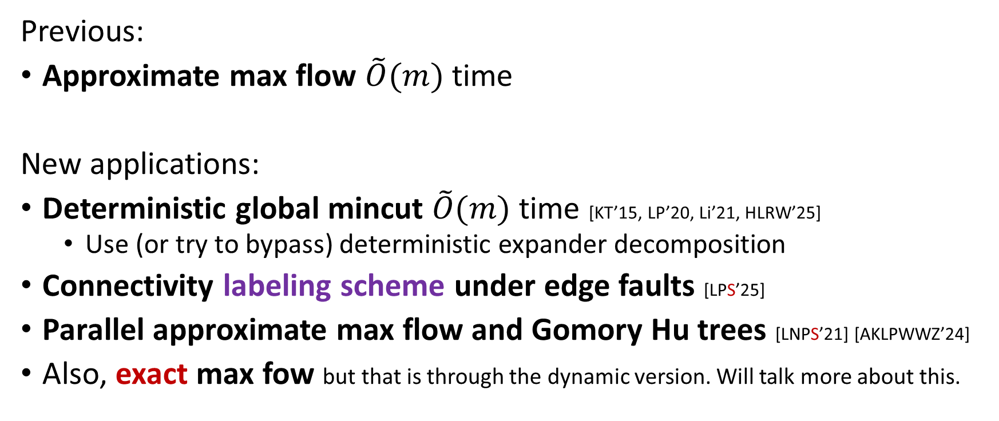 Previous:
• Approximate max flow Õ(m) time
New applications:
• Deterministic global mincut Õ(m) time [KT’15, LP’20, Li’21, HLRW’25]
• Use (or try to bypass) deterministic expander decomposition
• Connectivity labeling scheme under edge faults [LPS’25]
• Parallel approximate max flow and Gomory Hu trees [LNPS’21] [AKLPWWZ’24]
• Also, exact max fow but that is through the dynamic version. Will talk more about this.